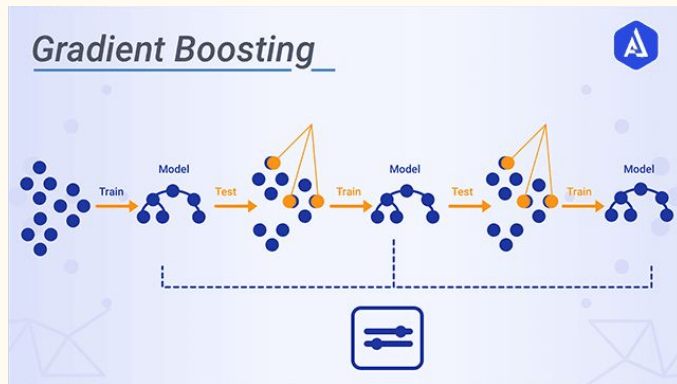 Gradient Boosting
Model
Model
Model
Train
Test
Train
Test
Train